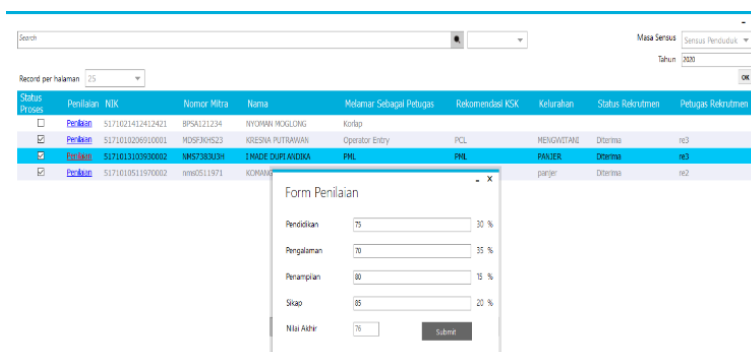 Search
Masa Sensus Sensus Penduduk
Tahun 2020
Record per halaman 25
OK
Status Proses Penilaian NIK Nomor Mitra Nama Melamar Sebagai Petugas Rekomendasi KSK Kelurahan Status Rekrutmen Petugas Rekrutmen
Penilaian 5171021412412421 BPSA121234 NYOMAN MOGLONG Korlap
Penilaian 5171010206910001 MDSFJKHS23 KRESNA PUTRAWAN Operator Entry PCL MENGWITANI Diterima re3
Penilaian 5171013103930002 NMS7383U3H I MADE DUPI ANDIKA PML PML PANJER Diterima re3
Penilaian 5171010511970002 nms0511971 KOMANG panjer Diterima re2
Form Penilaian
Pendidikan 75 30 %
Pengalaman 70 35 %
Penampilan 80 15 %
Sikap 85 20 %
Nilai Akhir 76 Submit